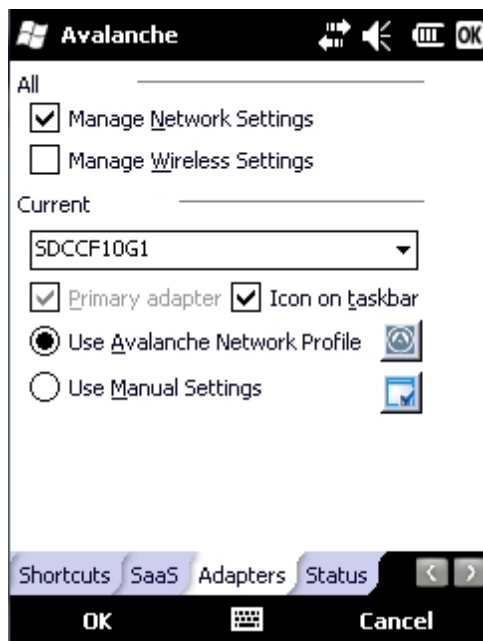 Avalanche OK
All
Manage Network Settings
Manage Wireless Settings
Current
SDCCF10G1
Primary adapter Icon on taskbar
Use Avalanche Network Profile
Use Manual Settings
Shortcuts SaaS Adapters Status
OK Cancel